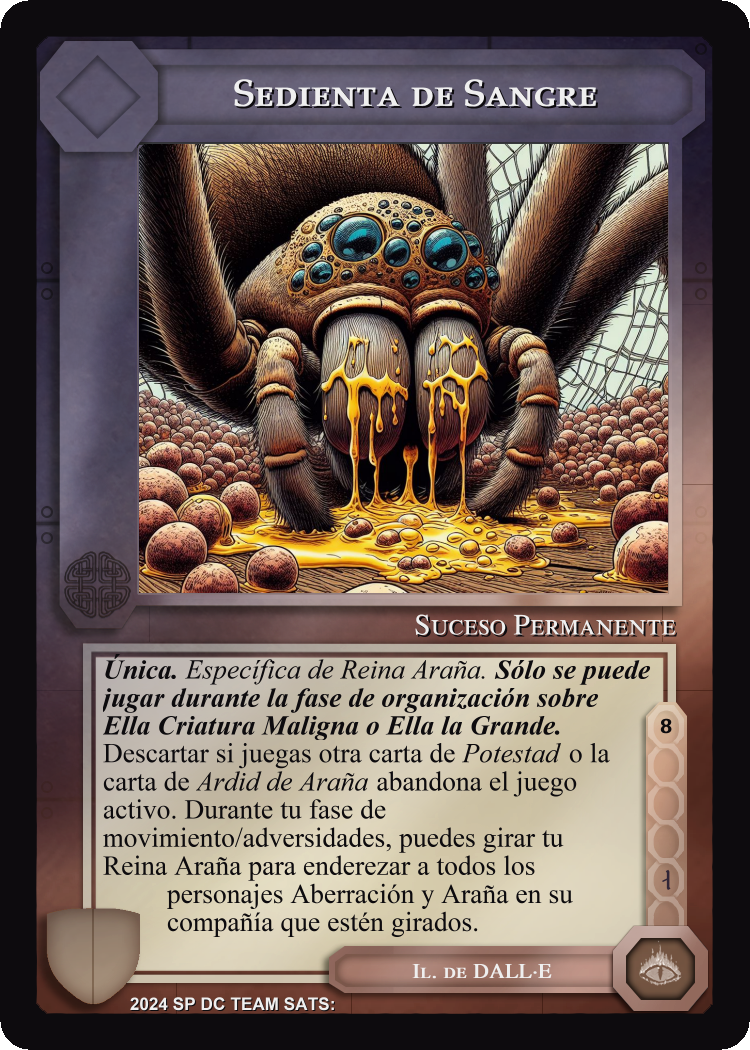 Sedienta de Sangre
Suceso Permanente
Única. Específica de Reina Araña. Sólo se puede
jugar durante la fase de organización sobre
Ella Criatura Maligna o Ella la Grande.
Descartar si juegas otra carta de Potestad o la
carta de Ardid de Araña abandona el juego
activo. Durante tu fase de
movimiento/adversidades, puedes girar tu
Reina Araña para enderezar a todos los
personajes Aberración y Araña en su
compañía que estén girados.
8
Il. de DALL·E
2024 SP DC TEAM SATS: